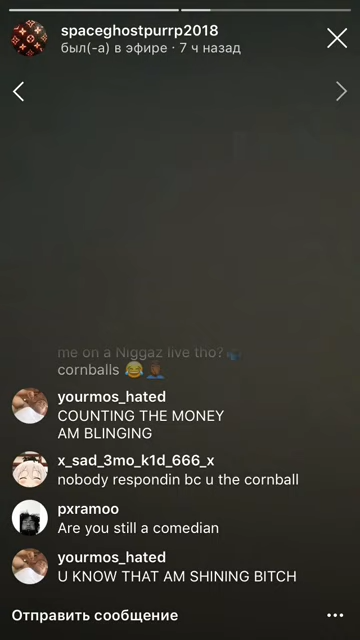 spaceghostpurrp2018
был(-а) в эфире · 7 ч назад
me on a Niggaz live tho?
cornballs
yourmos_hated
COUNTING THE MONEY
AM BLINGING
x_sad_3mo_k1d_666_x
nobody respondin bc u the cornball
pxramoo
Are you still a comedian
yourmos_hated
U KNOW THAT AM SHINING BITCH
Отправить сообщение